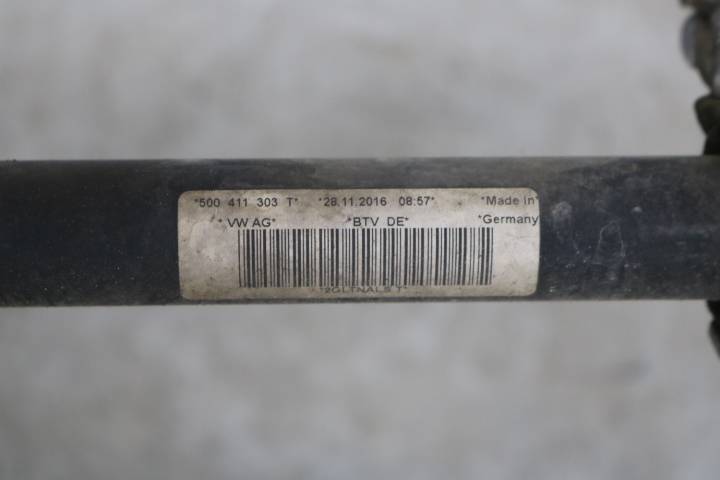 *500 411 303 T* *28.11.2016 08:57* *Made in*
*VW AG* *BTV DE* *Germany